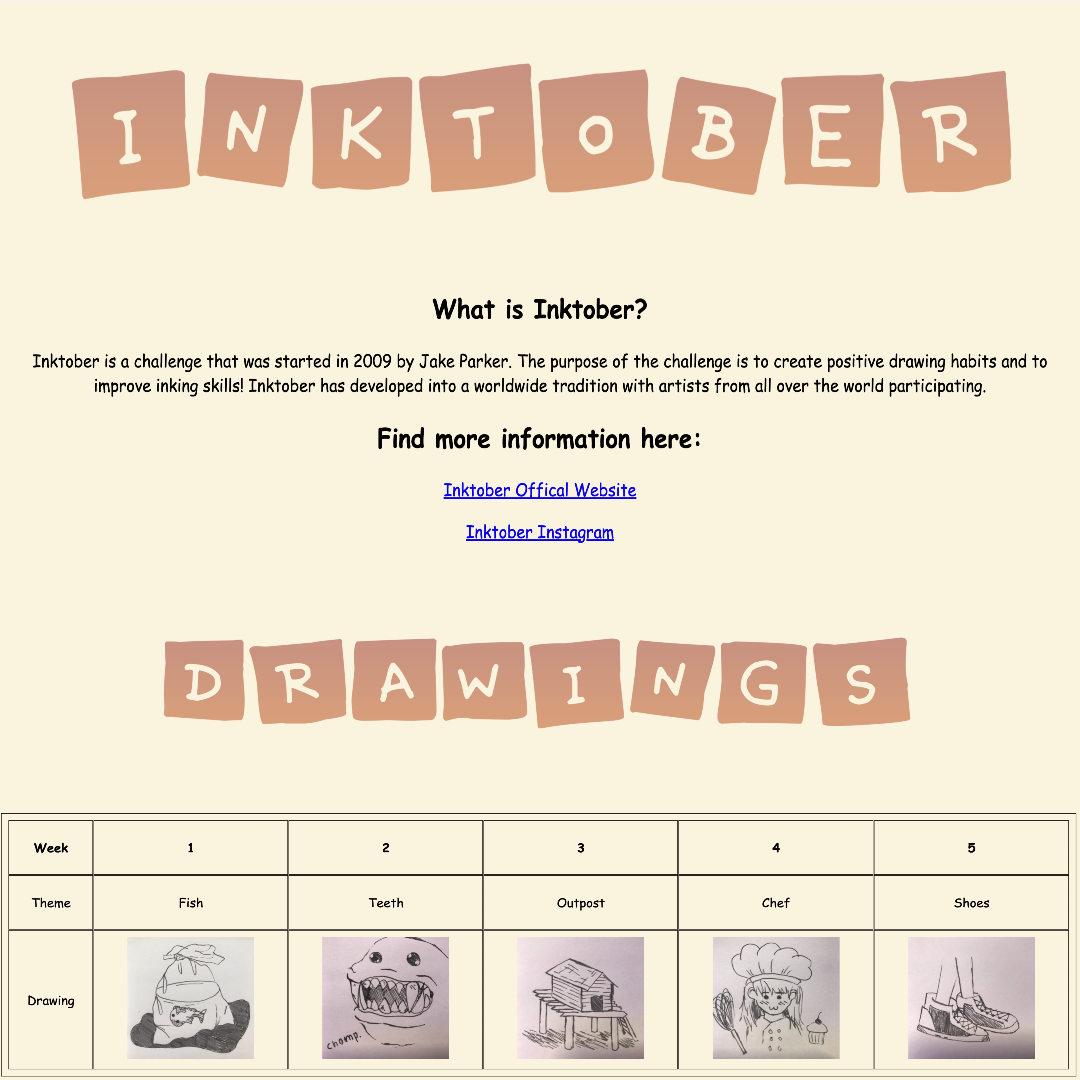 INKTOBER
What is Inktober?
Inktober is a challenge that was started in 2009 by Jake Parker. The purpose of the challenge is to create positive drawing habits and to
improve inking skills! Inktober has developed into a worldwide tradition with artists from all over the world participating.
Find more information here:
Inktober Offical Website
Inktober Instagram
DRAWINGS
Week 1 2 3 4 5
Theme Fish Teeth Outpost Chef Shoes
Drawing
chomp.